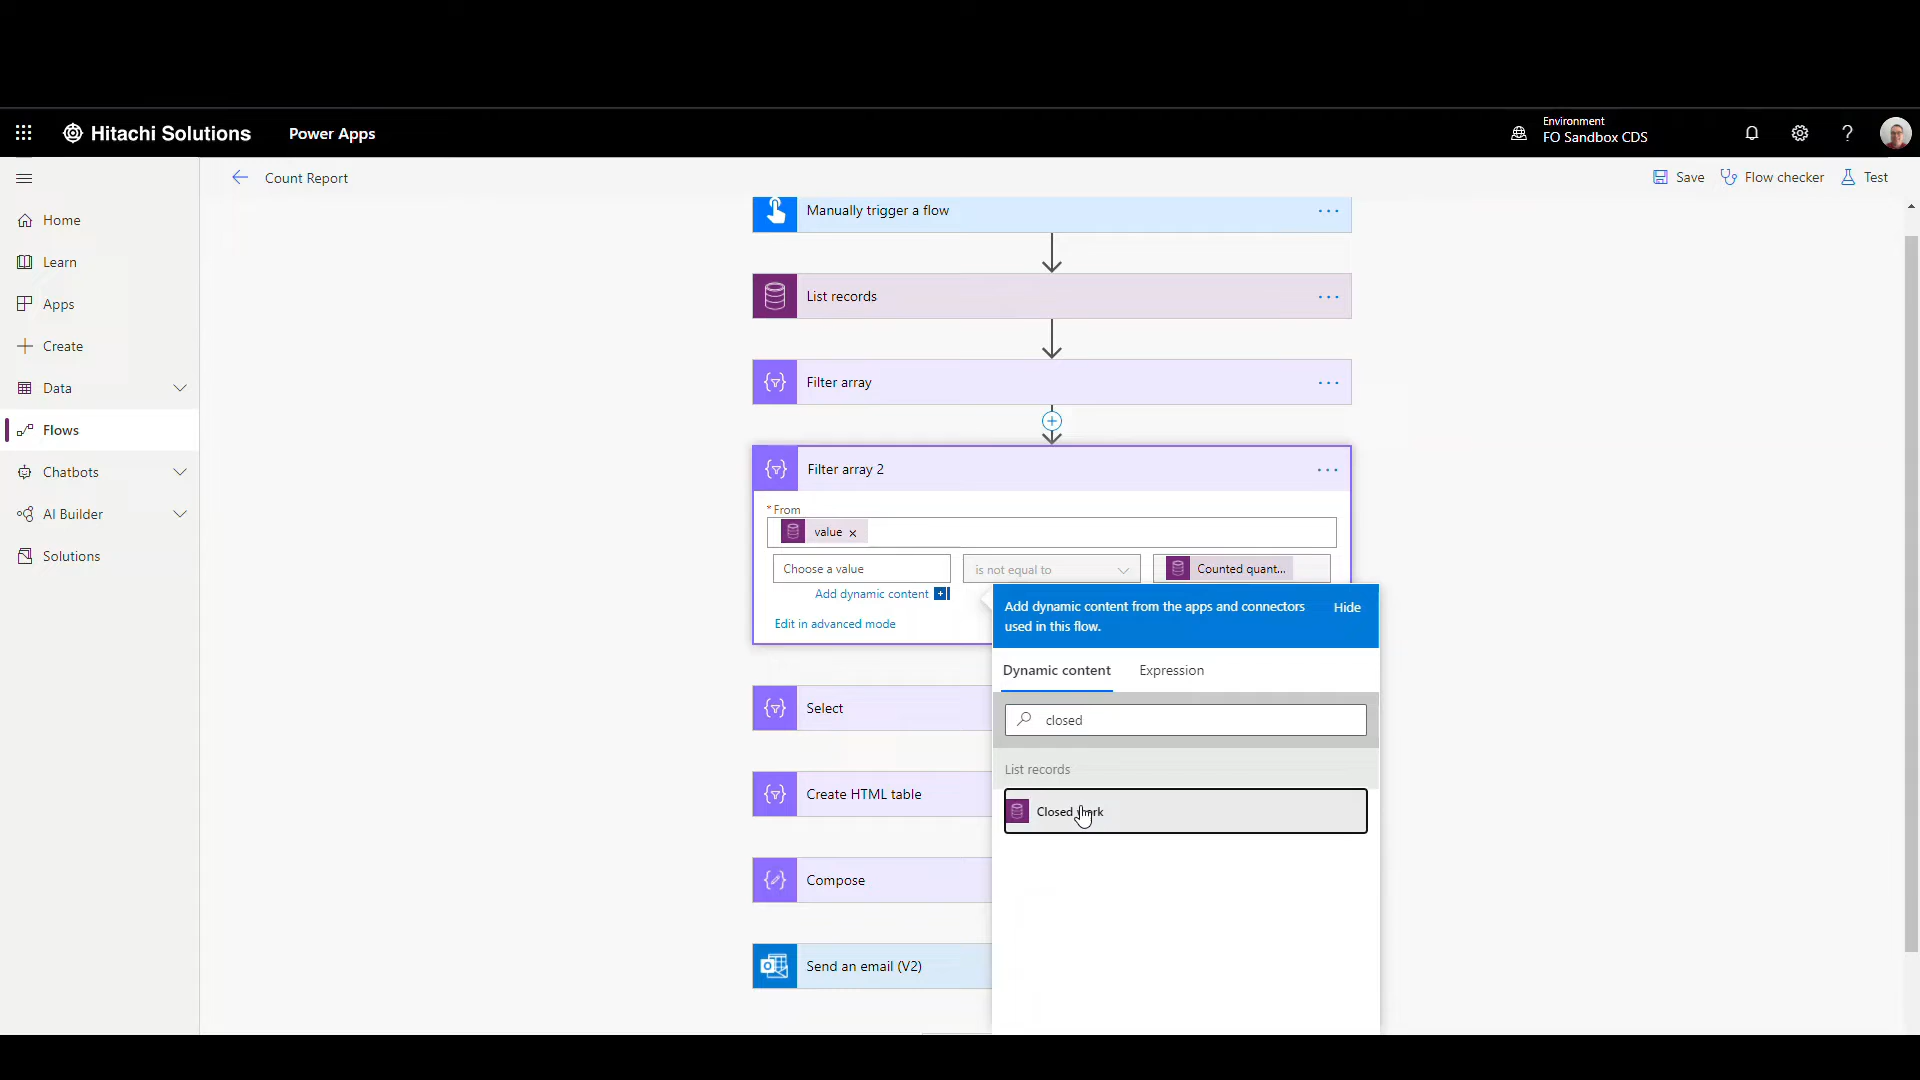 Hitachi Solutions
Power Apps
Environment
FO Sandbox CDS
?
Count Report
Save
Flow checker
Test
Home
Learn
Apps
Create
Data
Flows
Chatbots
AI Builder
Solutions
Manually trigger a flow
List records
Filter array
Filter array 2
* From
value ×
Choose a value
is not equal to
Counted quant...
Add dynamic content
Edit in advanced mode
Add dynamic content from the apps and connectors
used in this flow.
Hide
Dynamic content
Expression
closed
List records
Closed
Select
Create HTML table
Compose
Send an email (V2)